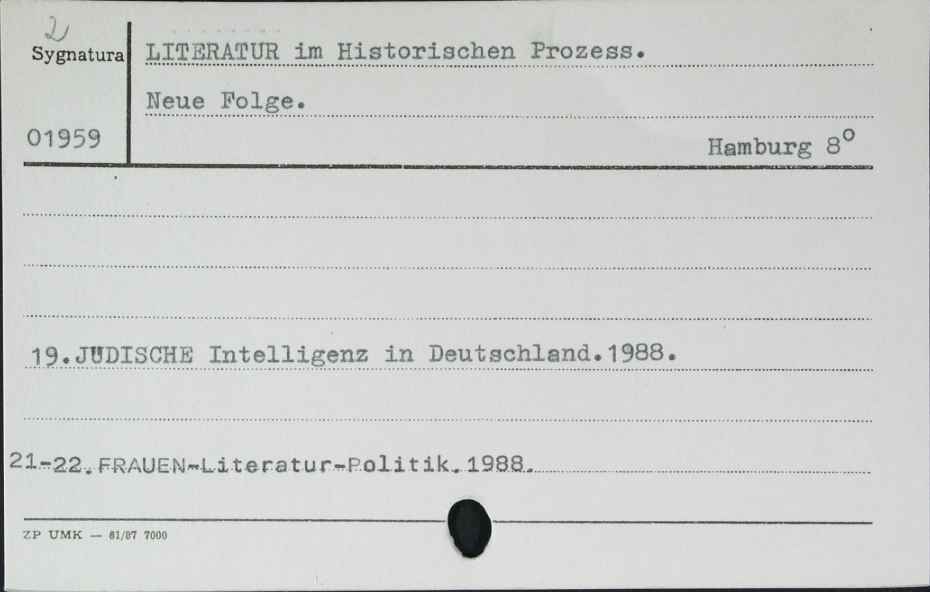 2
Sygnatura
LITERATUR im Historischen Prozess.
Neue Folge.
01959
Hamburg 8°
19.JÜDISCHE Intelligenz in Deutschland.1988.
21-22.FRAUEN-Literatur-Politik.1988.
ZP UMK — 81/87 7000